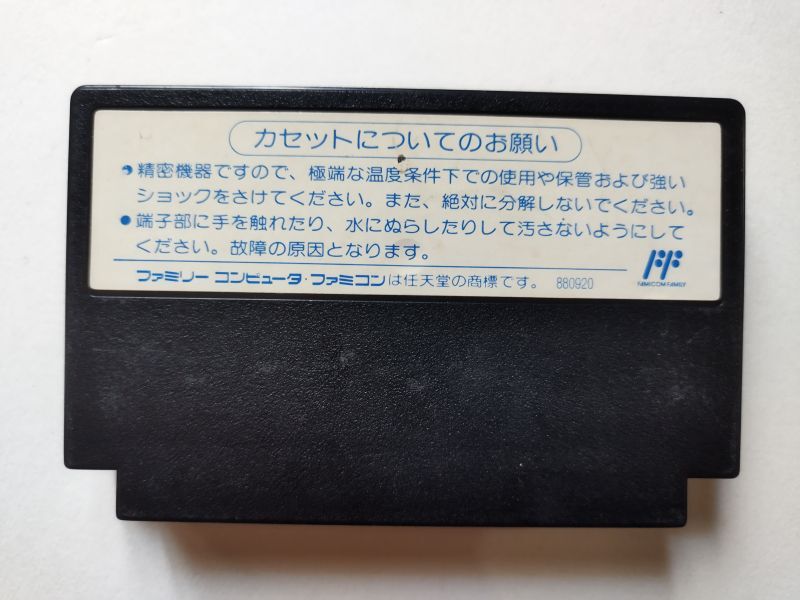 カセットについてのお願い
●精密機器ですので、極端な温度条件下での使用や保管および強い
ショックをさけてください。また、絶対に分解しないでください。
●端子部に手を触れたり、水にぬらしたりして汚さないようにして
ください。故障の原因となります。
ファミリー コンピュータ・ファミコンは任天堂の商標です。 880920
FF
FAMICOM FAMILY